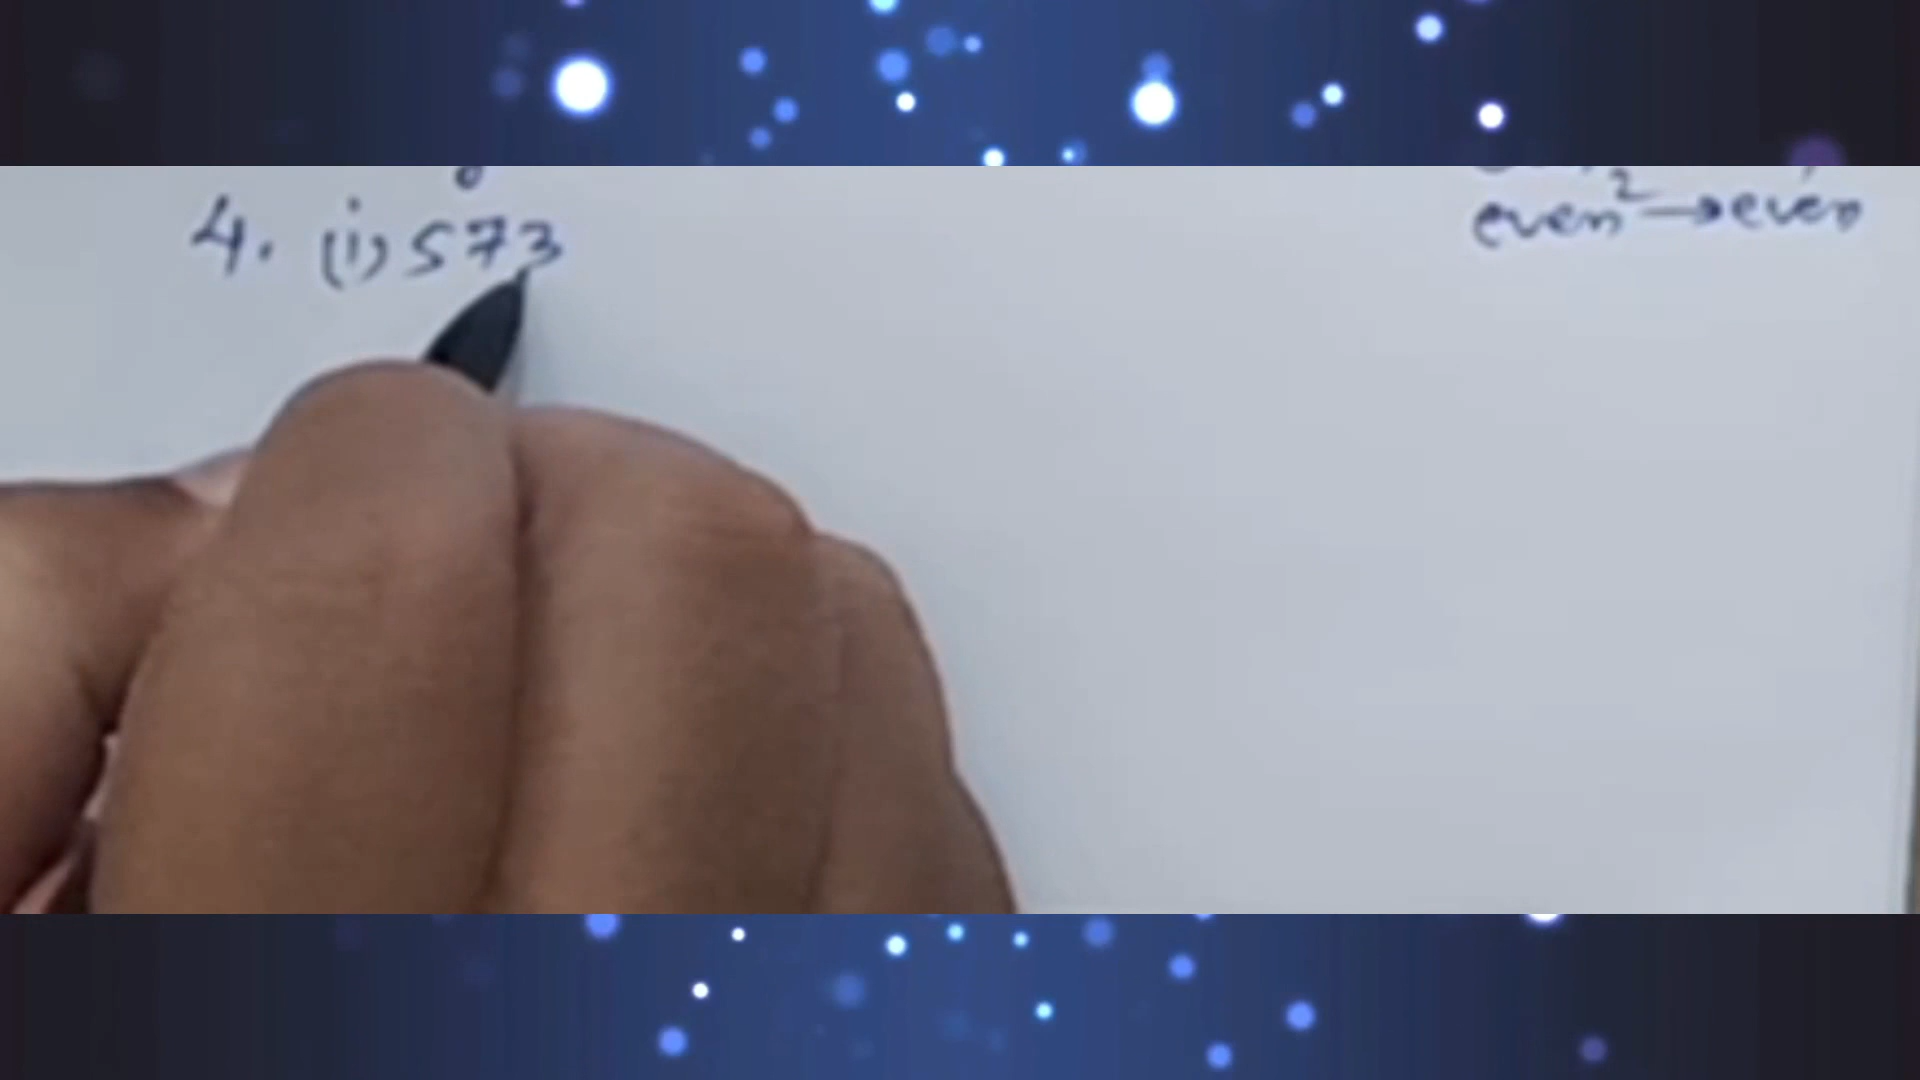 4. (i) 573
even² → even